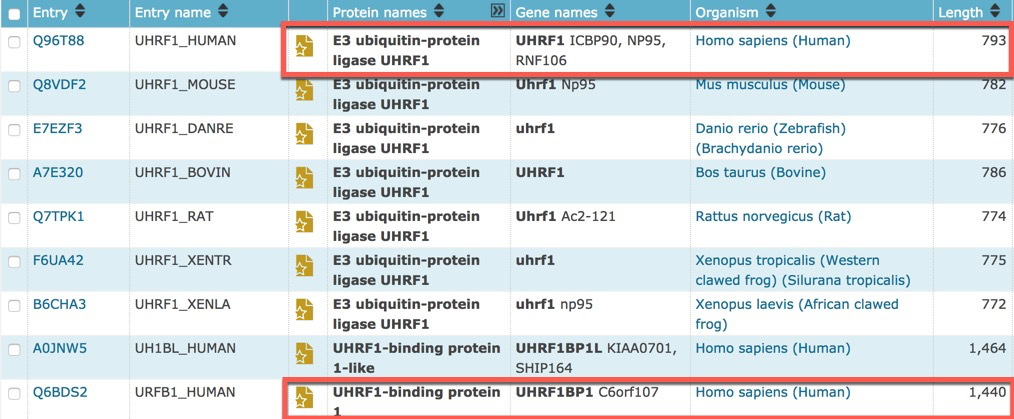 Entry Entry name Protein names Gene names Organism Length
Q96T88 UHRF1_HUMAN E3 ubiquitin-protein UHRF1 ICBP90, NP95, Homo sapiens (Human) 793
ligase UHRF1 RNF106
Q8VDF2 UHRF1_MOUSE E3 ubiquitin-protein Uhrf1 Np95 Mus musculus (Mouse) 782
ligase UHRF1
E7EZF3 UHRF1_DANRE E3 ubiquitin-protein uhrf1 Danio rerio (Zebrafish) 776
ligase UHRF1 (Brachydanio rerio)
A7E320 UHRF1_BOVIN E3 ubiquitin-protein UHRF1 Bos taurus (Bovine) 786
ligase UHRF1
Q7TPK1 UHRF1_RAT E3 ubiquitin-protein Uhrf1 Ac2-121 Rattus norvegicus (Rat) 774
ligase UHRF1
F6UA42 UHRF1_XENTR E3 ubiquitin-protein uhrf1 Xenopus tropicalis (Western 775
ligase UHRF1 clawed frog) (Silurana tropicalis)
B6CHA3 UHRF1_XENLA E3 ubiquitin-protein uhrf1 np95 Xenopus laevis (African clawed 772
ligase UHRF1 frog)
A0JNW5 UH1BL_HUMAN UHRF1-binding protein UHRF1BP1L KIAA0701, Homo sapiens (Human) 1,464
1-like SHIP164
Q6BDS2 URFB1_HUMAN UHRF1-binding protein UHRF1BP1 C6orf107 Homo sapiens (Human) 1,440
1